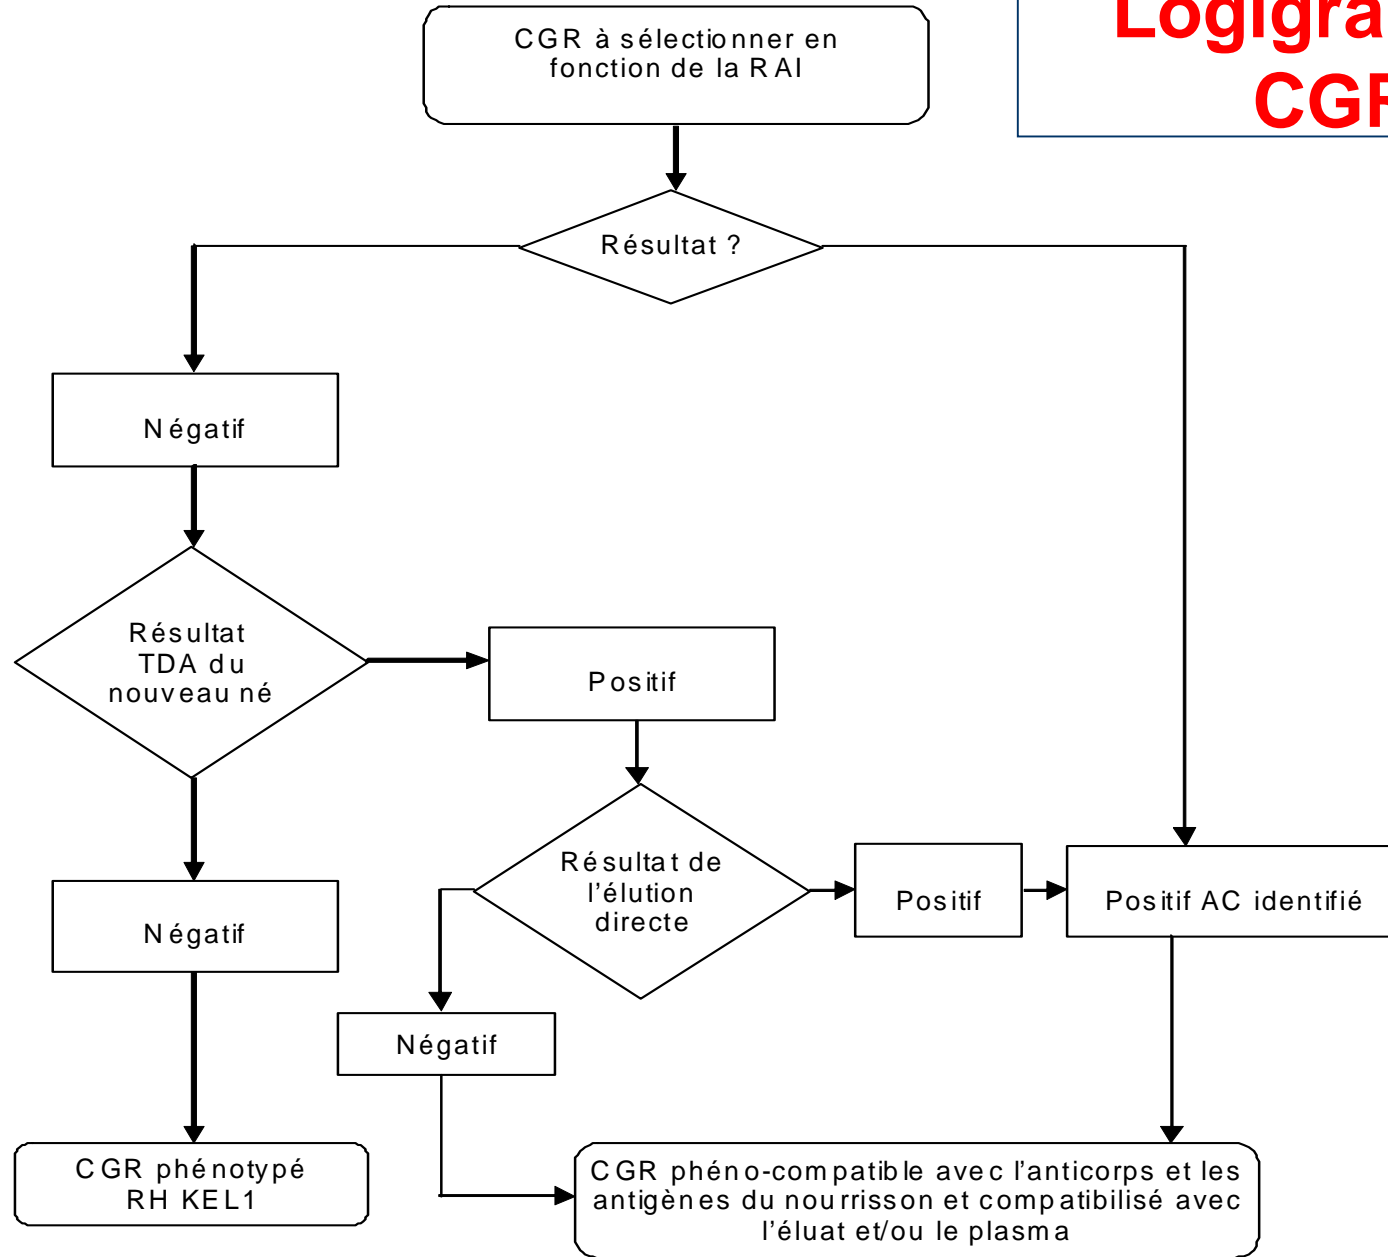 CGR à sélectionner en
fonction de la RAI
CGR
Résultat ?
Négatif
Résultat
TDA du
nouveau né
Positif
Résultat de
l'élution
directe
Positif
Positif AC identifié
Négatif
Négatif
CGR phénotypé
RH KEL1
CGR phéno-compatible avec l'anticorps et les
antigènes du nourrisson et compatibilisé avec
l'éluat et/ou le plasma